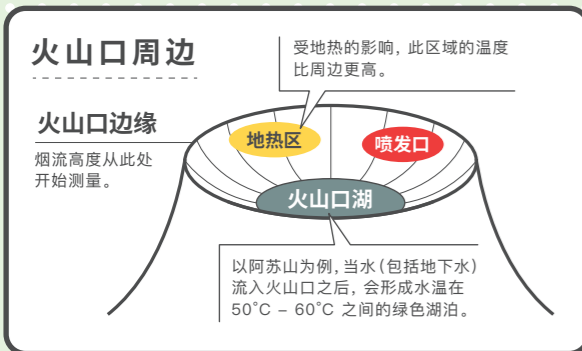 火山口周边
受地热的影响，此区域的温度
比周边更高。
火山口边缘
烟流高度从此处
开始测量。
地热区
喷发口
火山口湖
以阿苏山为例，当水（包括地下水）
流入火山口之后，会形成水温在
50°C – 60°C 之间的绿色湖泊。